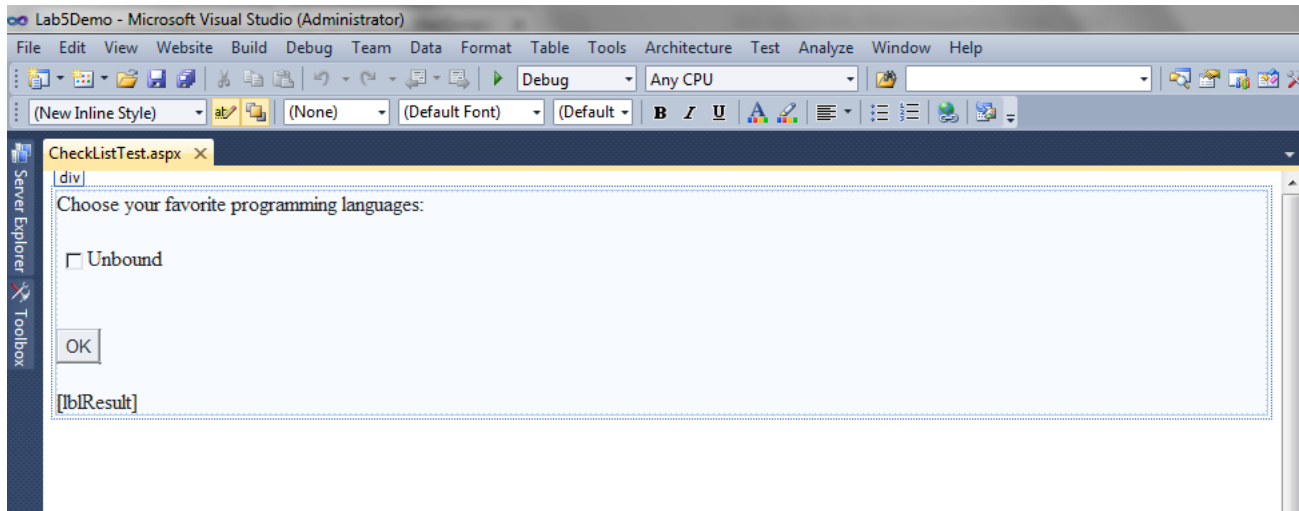 Lab5Demo - Microsoft Visual Studio (Administrator)
File Edit View Website Build Debug Team Data Format Table Tools Architecture Test Analyze Window Help
Debug Any CPU
(New Inline Style) (None) (Default Font) (Default B I U A
CheckListTest.aspx
Server Explorer
Toolbox
div
Choose your favorite programming languages:
Unbound
OK
[lblResult]